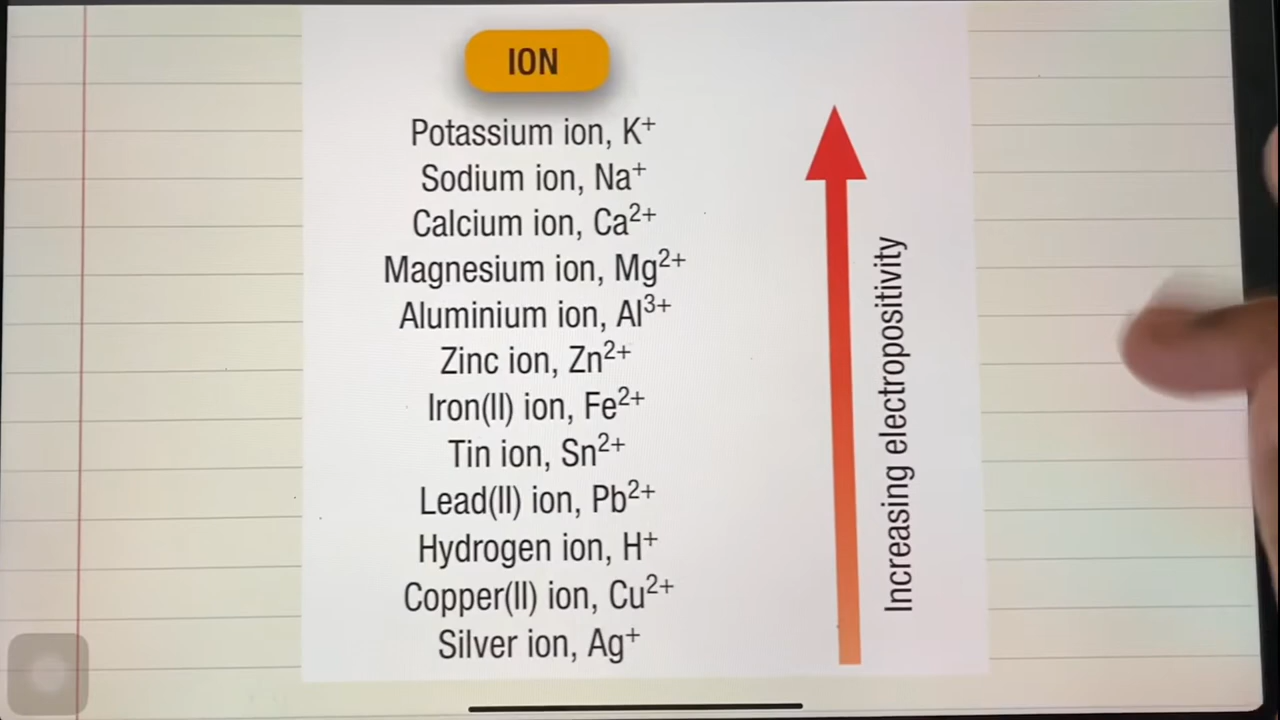 ION
Potassium ion, K⁺
Sodium ion, Na⁺
Calcium ion, Ca²⁺
Magnesium ion, Mg²⁺
Aluminium ion, Al³⁺
Zinc ion, Zn²⁺
Iron(II) ion, Fe²⁺
Tin ion, Sn²⁺
Lead(II) ion, Pb²⁺
Hydrogen ion, H⁺
Copper(II) ion, Cu²⁺
Silver ion, Ag⁺
Increasing electropositivity